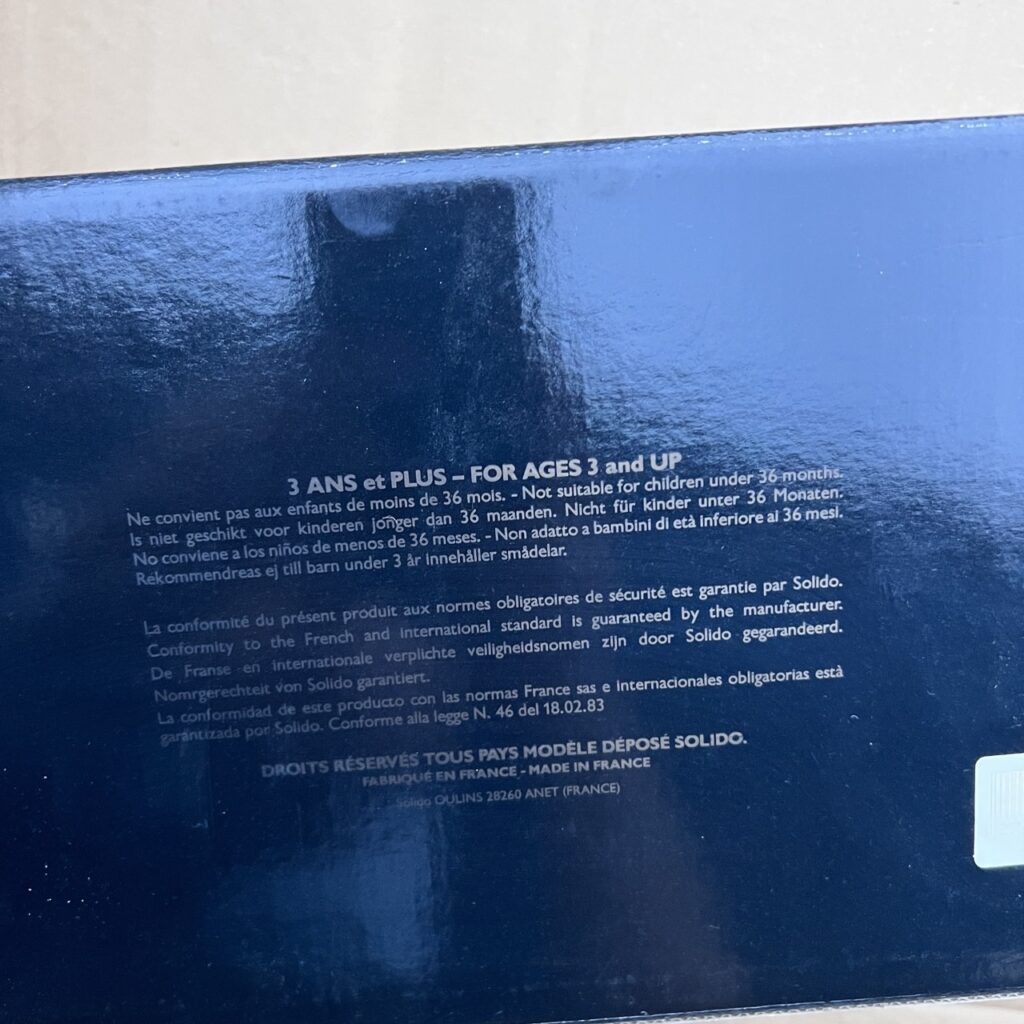 3 ANS et PLUS – FOR AGES 3 and UP
Ne convient pas aux enfants de moins de 36 mois. - Not suitable for children under 36 months.
Is niet geschikt voor kinderen jonger dan 36 maanden. Nicht für kinder unter 36 Monaten.
No conviene a los niños de menos de 36 meses. - Non adatto a bambini di età inferiore ai 36 mesi.
Rekommendreas ej till barn under 3 år innehåller smådelar.
La conformité du présent produit aux normes obligatoires de sécurité est garantie par Solido.
Conformity to the French and international standard is guaranteed by the manufacturer.
De Franse en internationale verplichte veiligheidsnomen zijn door Solido gegarandeerd.
Nomrgerechteit von Solido garantiert.
La conformidad de este producto con las normas France sas e internacionales obligatorias està
garantizada por Solido. Conforme alla legge N. 46 del 18.02.83
DROITS RÉSERVÉS TOUS PAYS MODÈLE DÉPOSÉ SOLIDO.
FABRIQUÉ EN FRANCE - MADE IN FRANCE
Solido OULINS 28260 ANET (FRANCE)